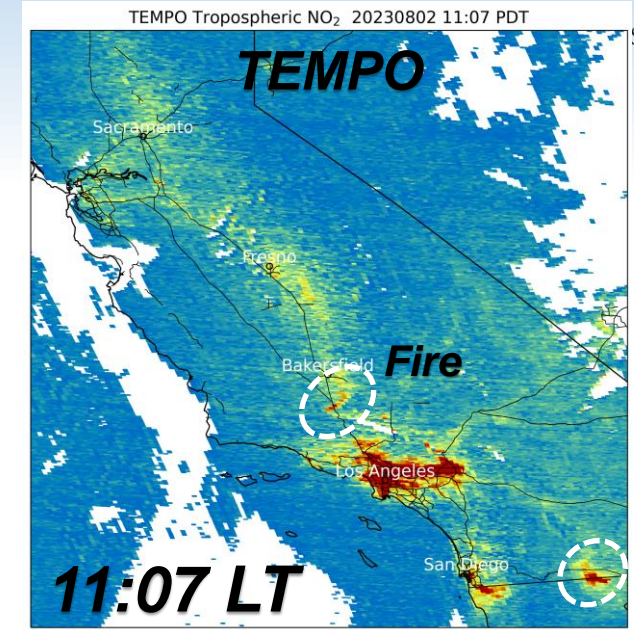 TEMPO Tropospheric NO₂ 20230802 11:07 PDT
TEMPO
Sacramento
Fresno
Bakersfield
Fire
Los Angeles
San Diego
11:07 LT